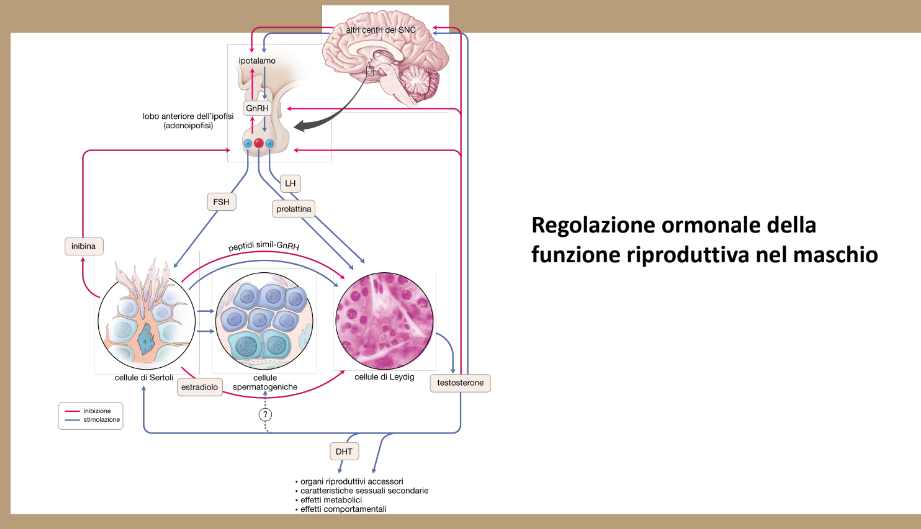 altri centri del SNC
ipotalamo
GnRH
lobo anteriore dell'ipofisi
(adenoipofisi)
LH
FSH
prolattina
Regolazione ormonale della
funzione riproduttiva nel maschio
inibina
peptidi simil-GnRH
cellule di Sertoli
cellule
spermatogeniche
cellule di Leydig
estradiolo
testosterone
inibizione
stimolazione
?
DHT
• organi riproduttivi accessori
• caratteristiche sessuali secondarie
• effetti metabolici
• effetti comportamentali